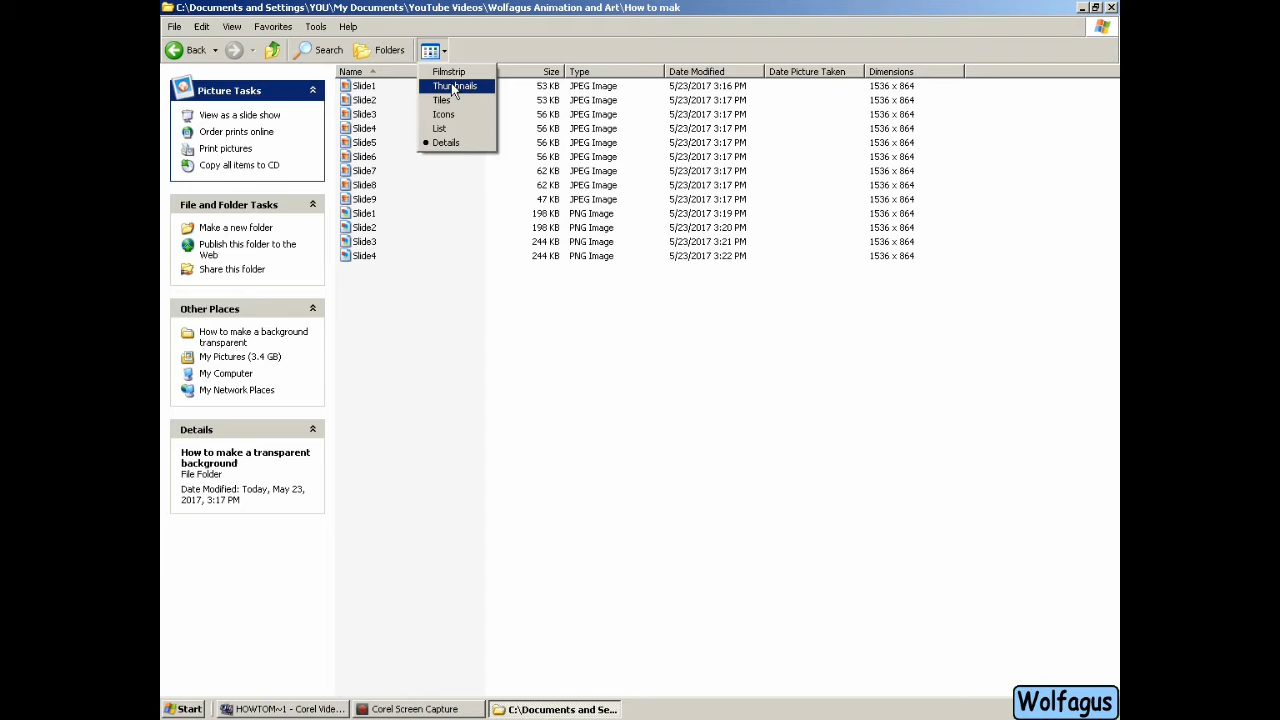 C:\Documents and Settings\YOU\My Documents\YouTube Videos\Wolfagus Animation and Art\How to mak
File Edit View Favorites Tools Help
Back Search Folders
Name Size Type Date Modified Date Picture Taken Dimensions
Filmstrip
Thumbnails
Tiles
Icons
List
Details
Slide1 53 KB JPEG Image 5/23/2017 3:16 PM 1536 x 864
Slide2 53 KB JPEG Image 5/23/2017 3:17 PM 1536 x 864
Slide3 56 KB JPEG Image 5/23/2017 3:17 PM 1536 x 864
Slide4 56 KB JPEG Image 5/23/2017 3:17 PM 1536 x 864
Slide5 56 KB JPEG Image 5/23/2017 3:17 PM 1536 x 864
Slide6 56 KB JPEG Image 5/23/2017 3:17 PM 1536 x 864
Slide7 62 KB JPEG Image 5/23/2017 3:17 PM 1536 x 864
Slide8 62 KB JPEG Image 5/23/2017 3:17 PM 1536 x 864
Slide9 47 KB JPEG Image 5/23/2017 3:17 PM 1536 x 864
Slide1 198 KB PNG Image 5/23/2017 3:19 PM 1536 x 864
Slide2 198 KB PNG Image 5/23/2017 3:20 PM 1536 x 864
Slide3 244 KB PNG Image 5/23/2017 3:21 PM 1536 x 864
Slide4 244 KB PNG Image 5/23/2017 3:22 PM 1536 x 864
Picture Tasks
View as a slide show
Order prints online
Print pictures
Copy all items to CD
File and Folder Tasks
Make a new folder
Publish this folder to the
Web
Share this folder
Other Places
How to make a background
transparent
My Pictures (3.4 GB)
My Computer
My Network Places
Details
How to make a transparent
background
File Folder
Date Modified: Today, May 23,
2017, 3:17 PM
Start HOWTOM~1 - Corel Vide... Corel Screen Capture C:\Documents and Se...
Wolfagus